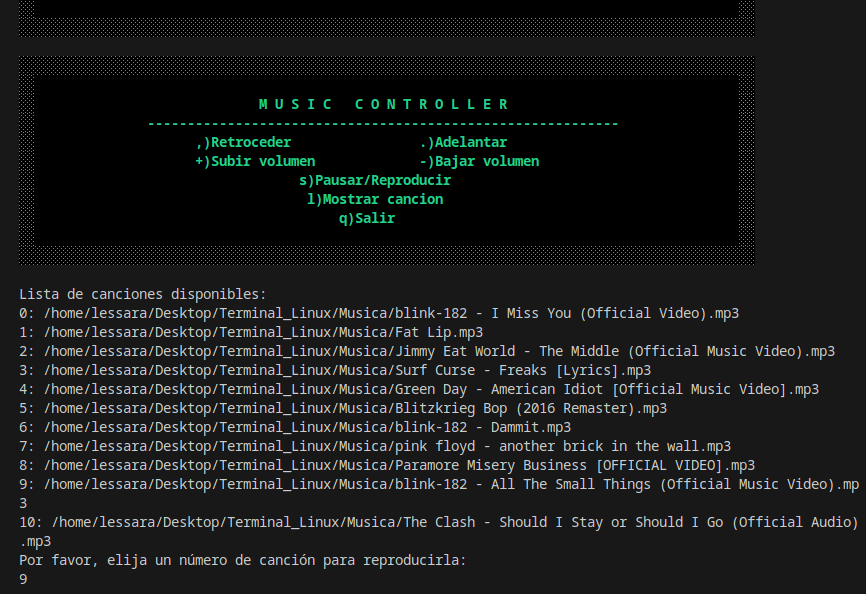 M U S I C   C O N T R O L L E R
-----------------------------------------------------------
,)Retroceder                .)Adelantar
+)Subir volumen             -)Bajar volumen
s)Pausar/Reproducir
l)Mostrar cancion
q)Salir
Lista de canciones disponibles:
0: /home/lessara/Desktop/Terminal_Linux/Musica/blink-182 - I Miss You (Official Video).mp3
1: /home/lessara/Desktop/Terminal_Linux/Musica/Fat Lip.mp3
2: /home/lessara/Desktop/Terminal_Linux/Musica/Jimmy Eat World - The Middle (Official Music Video).mp3
3: /home/lessara/Desktop/Terminal_Linux/Musica/Surf Curse - Freaks [Lyrics].mp3
4: /home/lessara/Desktop/Terminal_Linux/Musica/Green Day - American Idiot [Official Music Video].mp3
5: /home/lessara/Desktop/Terminal_Linux/Musica/Blitzkrieg Bop (2016 Remaster).mp3
6: /home/lessara/Desktop/Terminal_Linux/Musica/blink-182 - Dammit.mp3
7: /home/lessara/Desktop/Terminal_Linux/Musica/pink floyd - another brick in the wall.mp3
8: /home/lessara/Desktop/Terminal_Linux/Musica/Paramore Misery Business [OFFICIAL VIDEO].mp3
9: /home/lessara/Desktop/Terminal_Linux/Musica/blink-182 - All The Small Things (Official Music Video).mp
3
10: /home/lessara/Desktop/Terminal_Linux/Musica/The Clash - Should I Stay or Should I Go (Official Audio)
.mp3
Por favor, elija un número de canción para reproducirla:
9